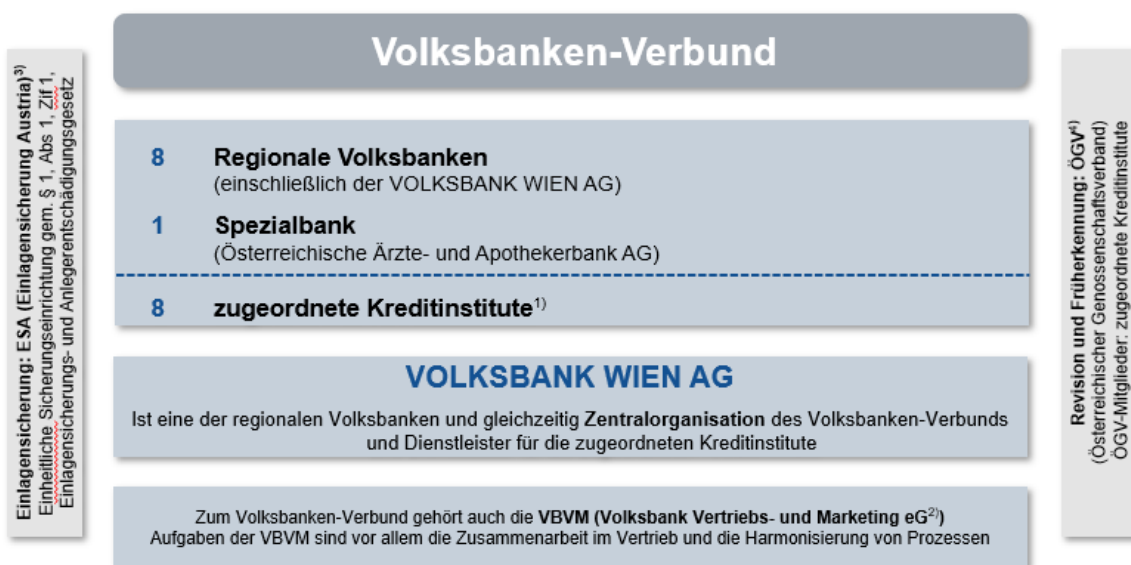 Volksbanken-Verbund
Einlagensicherung: ESA (Einlagensicherung Austria)³⁾
Einheitliche Sicherungseinrichtung gem. § 1, Abs 1, Zif 1,
Einlagensicherungs- und Anlegerentschädigungsgesetz
8 Regionale Volksbanken
(einschließlich der VOLKSBANK WIEN AG)
1 Spezialbank
(Österreichische Ärzte- und Apothekerbank AG)
8 zugeordnete Kreditinstitute¹⁾
VOLKSBANK WIEN AG
Ist eine der regionalen Volksbanken und gleichzeitig Zentralorganisation des Volksbanken-Verbunds
und Dienstleister für die zugeordneten Kreditinstitute
Zum Volksbanken-Verbund gehört auch die VBVM (Volksbank Vertriebs- und Marketing eG²⁾)
Aufgaben der VBVM sind vor allem die Zusammenarbeit im Vertrieb und die Harmonisierung von Prozessen
Revision und Früherkennung: ÖGV⁴⁾
(Österreichischer Genossenschaftsverband)
ÖGV-Mitglieder: zugeordnete Kreditinstitute